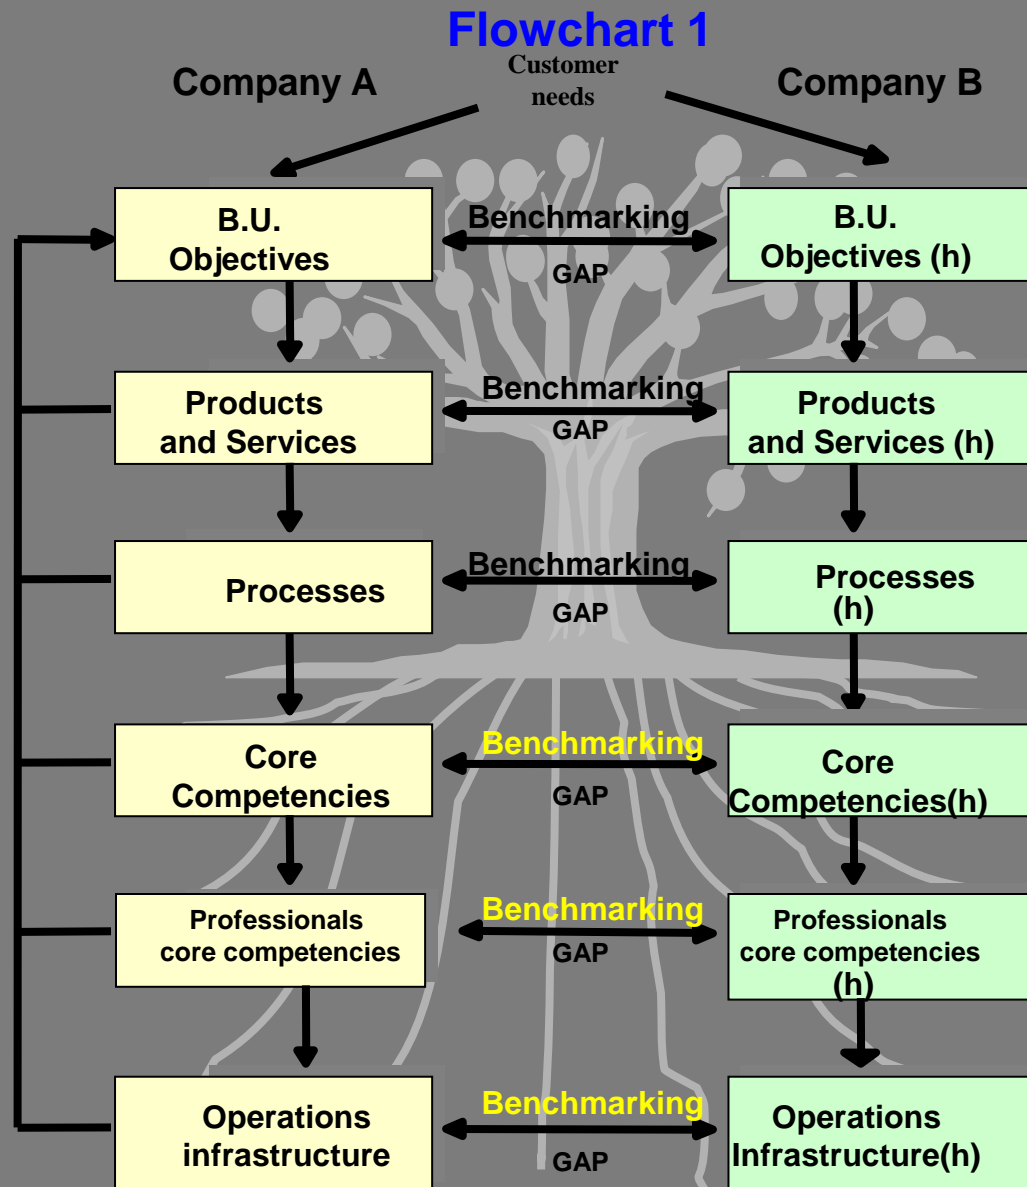 Flowchart 1
Company A
Customer
needs
Company B
B.U.
Objectives
Benchmarking
GAP
B.U.
Objectives (h)
Products
and Services
Benchmarking
GAP
Products
and Services (h)
Processes
Benchmarking
GAP
Processes
(h)
Core
Competencies
Benchmarking
GAP
Core
Competencies(h)
Professionals
core competencies
Benchmarking
GAP
Professionals
core competencies
(h)
Operations
infrastructure
Benchmarking
GAP
Operations
Infrastructure(h)